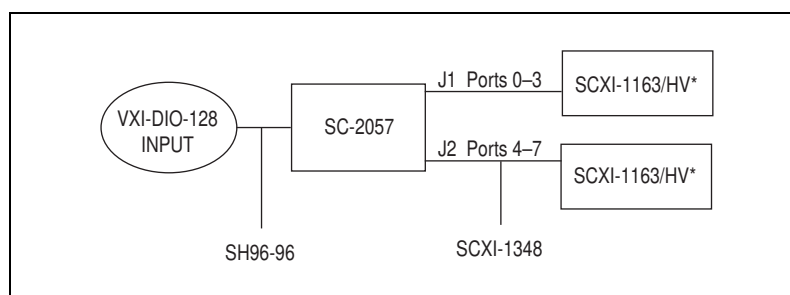 J1 Ports 0–3
SCXI-1163/HV*
VXI-DIO-128
INPUT
SC-2057
J2 Ports 4–7
SCXI-1163/HV*
SH96-96
SCXI-1348